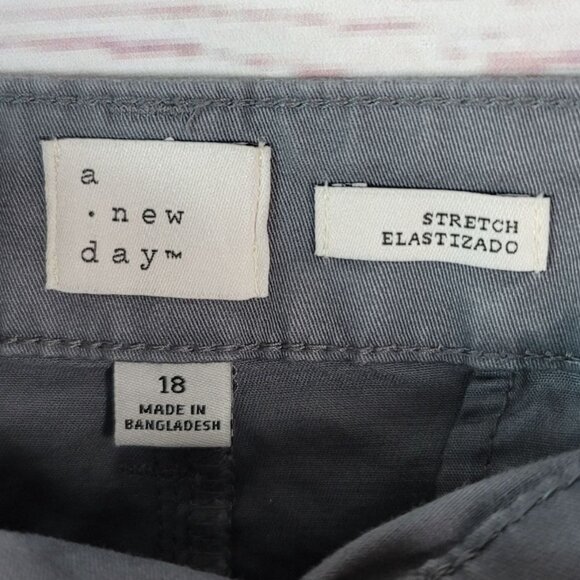 a
· new
day™
STRETCH
ELASTIZADO
18
MADE IN
BANGLADESH